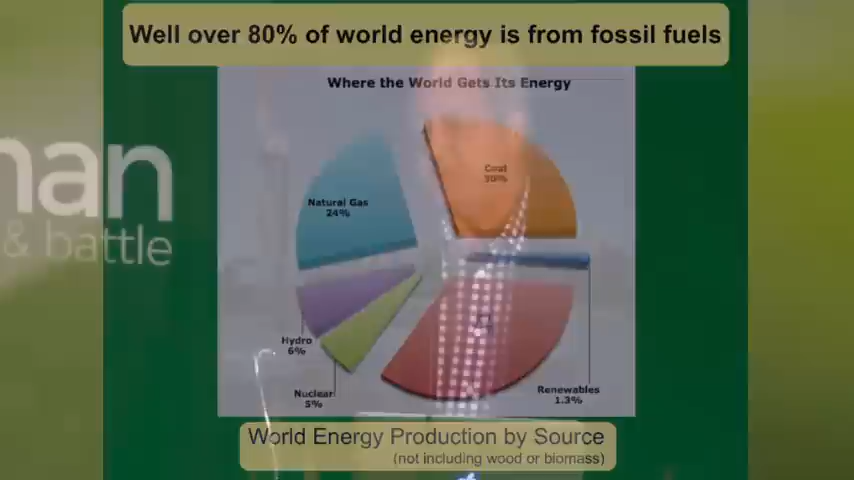 Well over 80% of world energy is from fossil fuels
Where the World Gets Its Energy
Coal
30%
Natural Gas
24%
Hydro
6%
Nuclear
5%
Renewables
1.3%
World Energy Production by Source
(not including wood or biomass)
nan
& battle